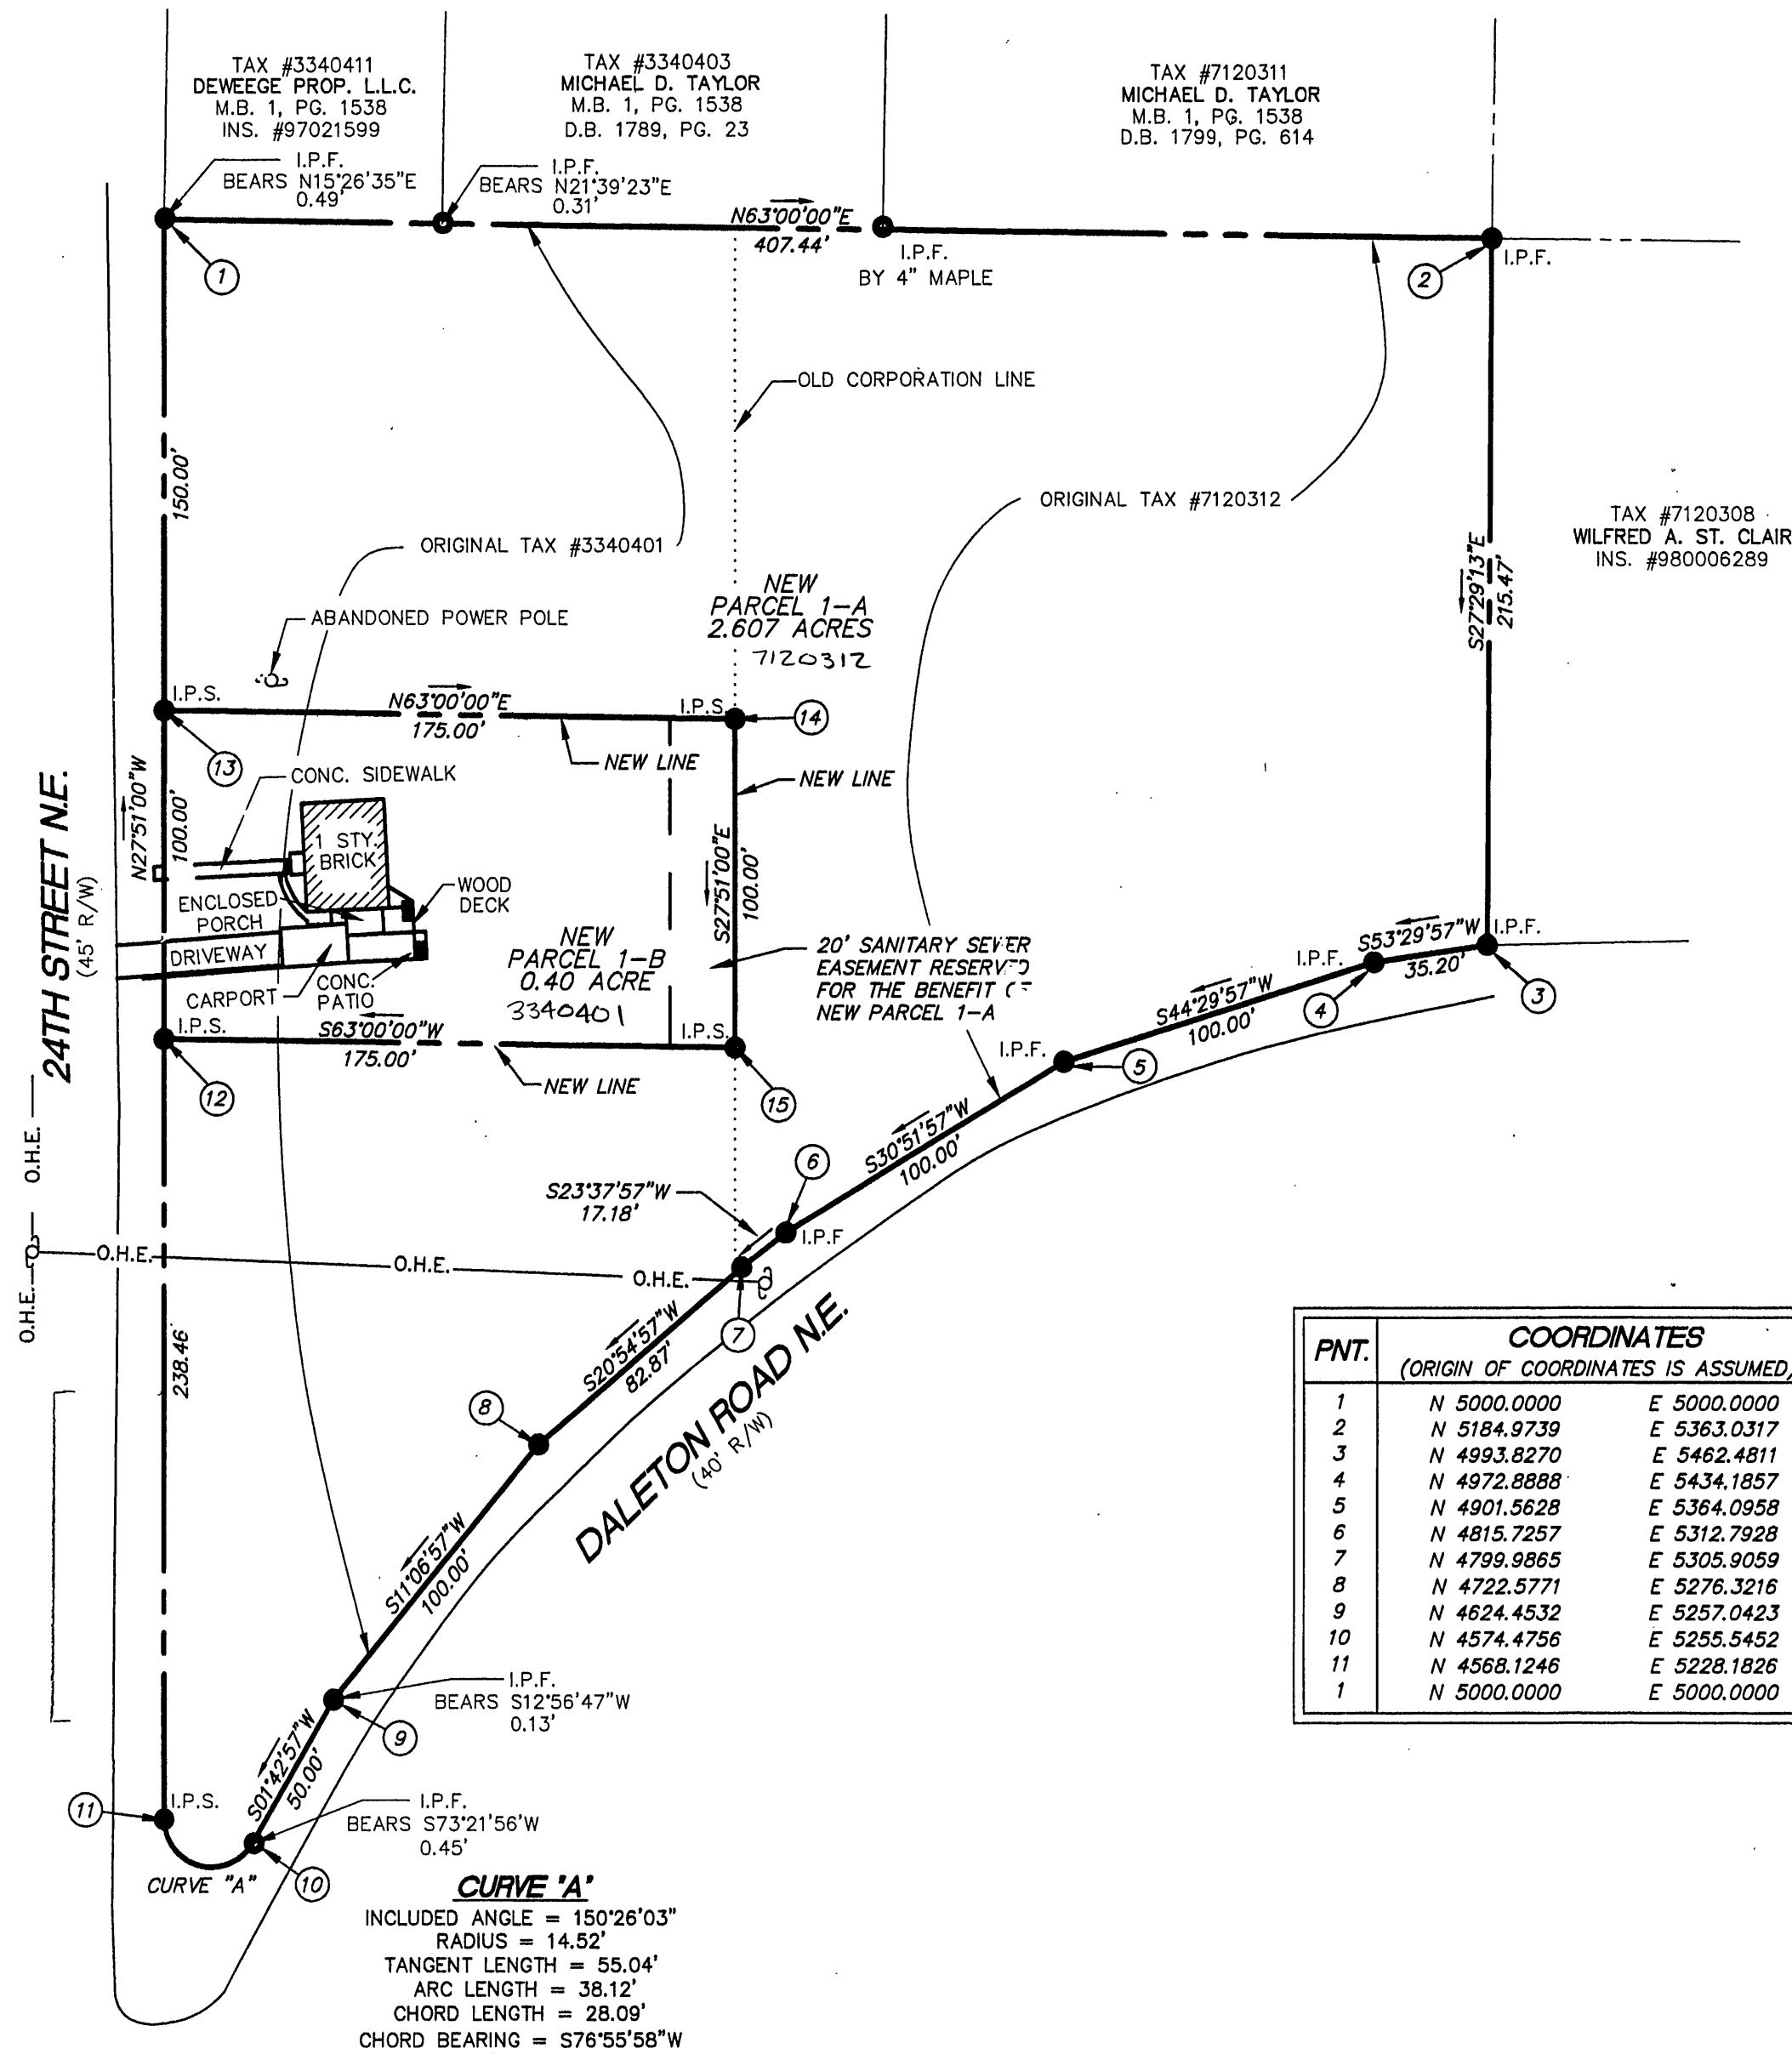 TAX #3340411
DEWEEGE PROP. L.L.C.
M.B. 1, PG. 1538
INS. #97021599
TAX #3340403
MICHAEL D. TAYLOR
M.B. 1, PG. 1538
D.B. 1789, PG. 23
TAX #7120311
MICHAEL D. TAYLOR
M.B. 1, PG. 1538
D.B. 1799, PG. 614
I.P.F.
BEARS N15°26'35"E
0.49'
I.P.F.
BEARS N21°39'23"E
0.31'
N63°00'00"E
407.44'
I.P.F.
BY 4" MAPLE
I.P.F.
1
2
OLD CORPORATION LINE
150.00'
ORIGINAL TAX #7120312
ORIGINAL TAX #3340401
TAX #7120308
WILFRED A. ST. CLAIR
INS. #980006289
S27°29'13"E
215.47'
NEW
PARCEL 1-A
2.607 ACRES
7120312
ABANDONED POWER POLE
I.P.S.
N63°00'00"E
175.00'
I.P.S.
14
13
NEW LINE
NEW LINE
CONC. SIDEWALK
24TH STREET N.E.
(45' R/W)
N27°51'00"W
100.00'
1 STY.
BRICK
WOOD
DECK
ENCLOSED
PORCH
DRIVEWAY
CARPORT
CONC.
PATIO
NEW
PARCEL 1-B
0.40 ACRE
3340401
S27°51'00"E
100.00'
20' SANITARY SEWER
EASEMENT RESERVED
FOR THE BENEFIT OF
NEW PARCEL 1-A
S53°29'57"W
35.20'
I.P.F.
I.P.F.
3
4
S44°29'57"W
100.00'
I.P.F.
5
I.P.S.
S63°00'00"W
175.00'
I.P.S.
NEW LINE
12
15
S30°51'57"W
100.00'
6
S23°37'57"W
17.18'
I.P.F
O.H.E.
O.H.E.
O.H.E.
O.H.E.
O.H.E.
7
238.46'
S20°54'57"W
82.87'
8
DALETON ROAD N.E.
(40' R/W)
S11°06'57"W
100.00'
I.P.F.
BEARS S12°56'47"W
0.13'
9
S01°42'57"W
50.00'
I.P.S.
11
I.P.F.
BEARS S73°21'56"W
0.45'
10
CURVE "A"
CURVE "A"
INCLUDED ANGLE = 150°26'03"
RADIUS = 14.52'
TANGENT LENGTH = 55.04'
ARC LENGTH = 38.12'
CHORD LENGTH = 28.09'
CHORD BEARING = S76°55'58"W
PNT. COORDINATES
(ORIGIN OF COORDINATES IS ASSUMED)
1 N 5000.0000 E 5000.0000
2 N 5184.9739 E 5363.0317
3 N 4993.8270 E 5462.4811
4 N 4972.8888 E 5434.1857
5 N 4901.5628 E 5364.0958
6 N 4815.7257 E 5312.7928
7 N 4799.9865 E 5305.9059
8 N 4722.5771 E 5276.3216
9 N 4624.4532 E 5257.0423
10 N 4574.4756 E 5255.5452
11 N 4568.1246 E 5228.1826
1 N 5000.0000 E 5000.0000